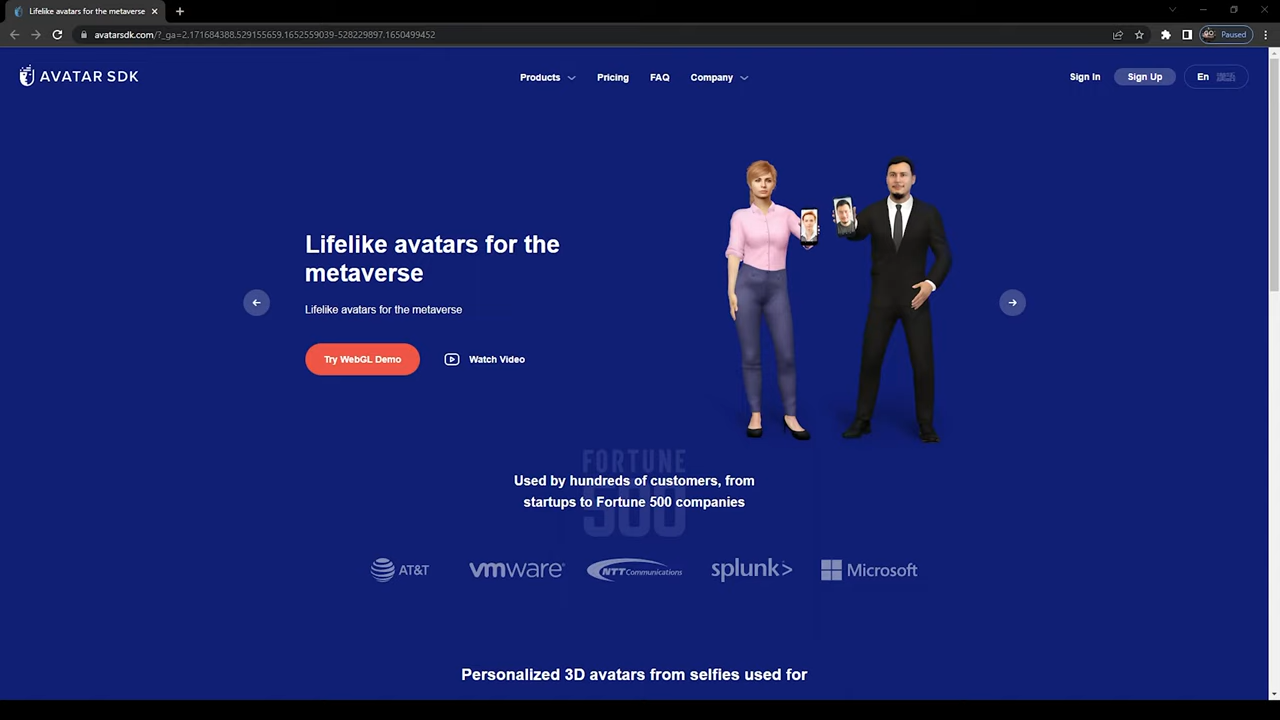 Lifelike avatars for the metaverse
avatarsdk.com/?_ga=2.171684388.529155659.1652559039-528229897.1650499452
Paused
AVATAR SDK
Products
Pricing
FAQ
Company
Sign In
Sign Up
En
Lifelike avatars for the
metaverse
Lifelike avatars for the metaverse
Try WebGL Demo
Watch Video
FORTUNE
500
Used by hundreds of customers, from
startups to Fortune 500 companies
AT&T
vmware®
NTT Communications
splunk>
Microsoft
Personalized 3D avatars from selfies used for